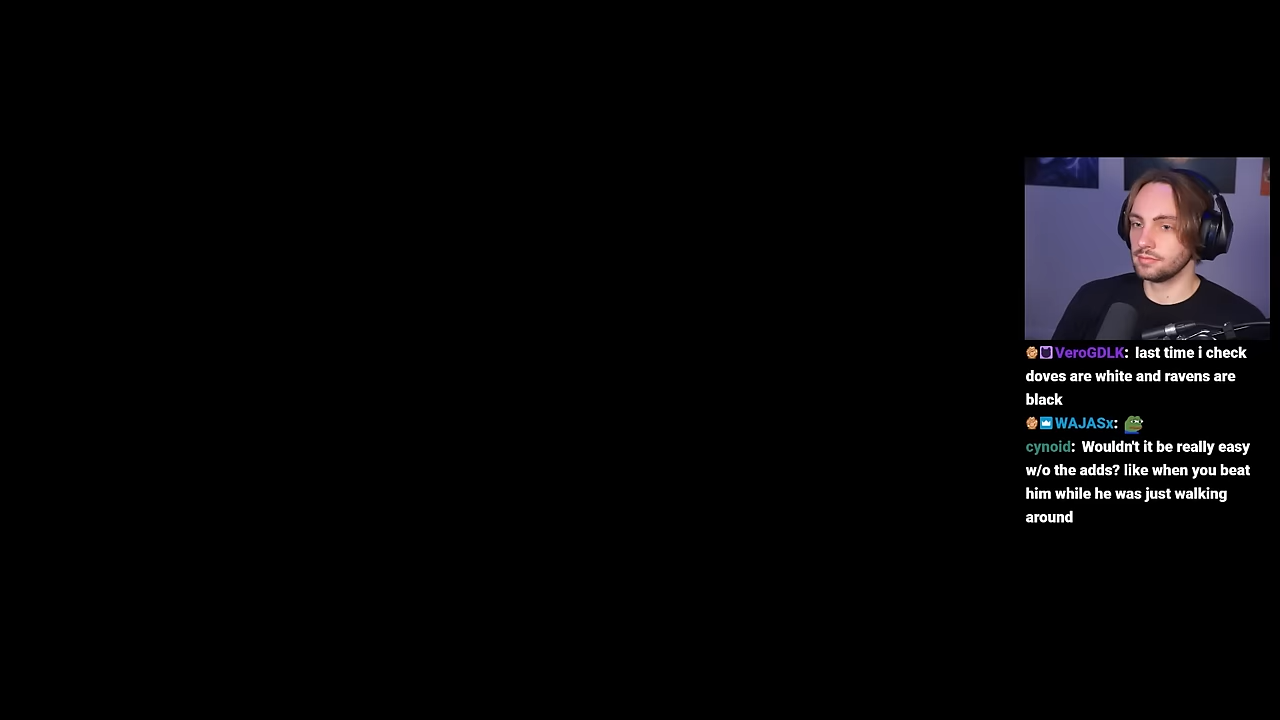 VeroGDLK: last time i check
doves are white and ravens are
black
WAJASx:
cynoid: Wouldn't it be really easy
w/o the adds? like when you beat
him while he was just walking
around